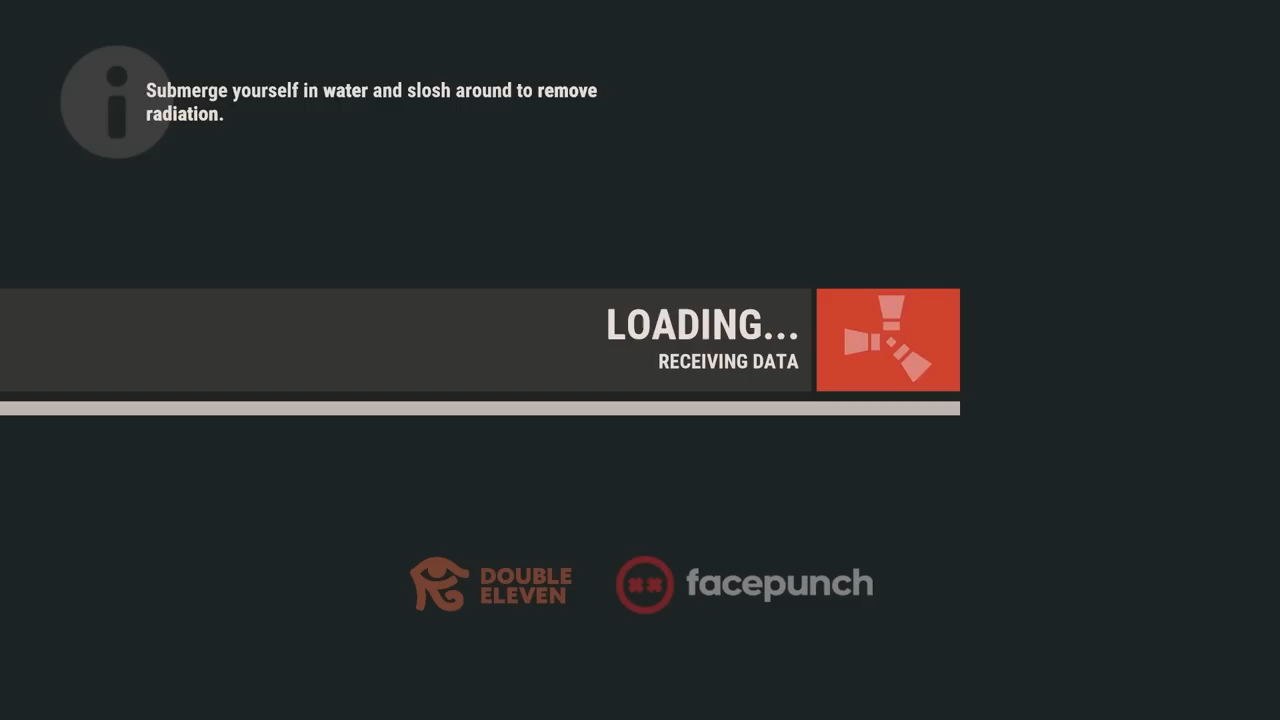 Submerge yourself in water and slosh around to remove
radiation.
LOADING...
RECEIVING DATA
DOUBLE
ELEVEN
facepunch